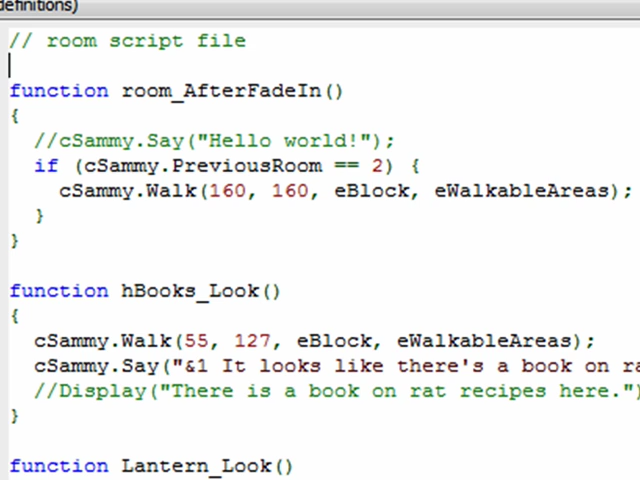 definitions)
// room script file
function room_AfterFadeIn()
{
//cSammy.Say("Hello world!");
if (cSammy.PreviousRoom == 2) {
cSammy.Walk(160, 160, eBlock, eWalkableAreas);
}
}
function hBooks_Look()
{
cSammy.Walk(55, 127, eBlock, eWalkableAreas);
cSammy.Say("&1 It looks like there's a book on ra
//Display("There is a book on rat recipes here.")
}
function Lantern_Look()